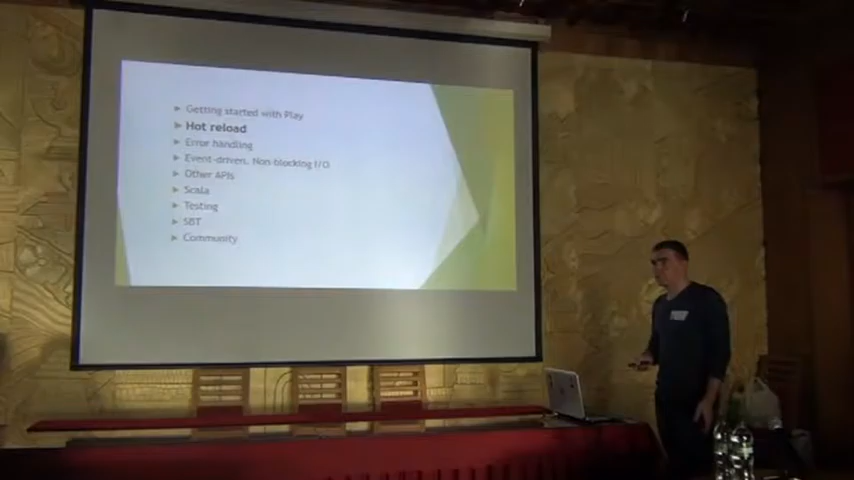 Getting started with Play
Hot reload
Error handling
Event-driven, Non-blocking I/O
Other APIs
Scala
Testing
SBT
Community